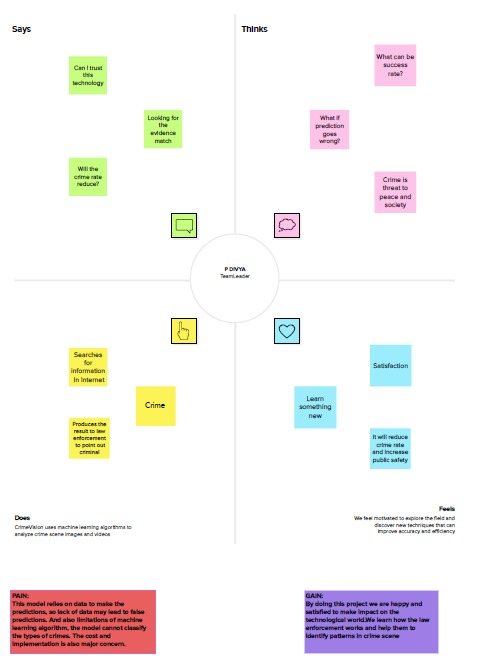 Says
Thinks
Can I trust
this
technology
Looking for
the
evidence
match
Will the
crime rate
reduce?
What can be
success
rate?
What if
prediction
goes
wrong?
Crime is
threat to
peace and
society
P DIVYA
TeamLeader
Searches
for
Information
In Internet
Crime
Produces the
result to law
enforcement
to point out
criminal
Satisfaction
Learn
something
new
It will reduce
crime rate
and increase
public safety
Does
CrimeVision uses machine learning algorithms to
analyze crime scene images and videos
Feels
We feel motivated to explore the field and
discover new techniques that can
improve accuracy and efficiency
PAIN:
This model relies on data to make the
predictions, so lack of data may lead to false
predictions. And also limitations of machine
learning algorithm, the model cannot classify
the types of crimes. The cost and
implementation is also major concern.
GAIN:
By doing this project we are happy and
satisfied to make impact on the
technological world.We learn how the law
enforcement works and help them to
identify patterns in crime scene